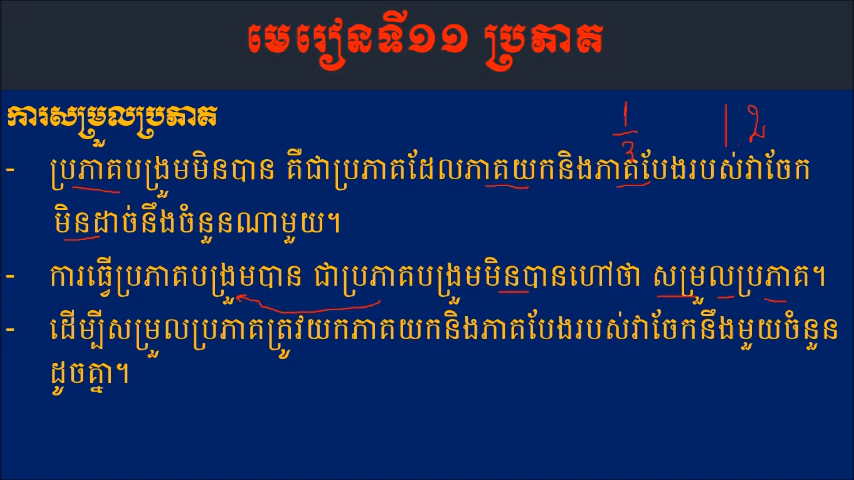 មេរៀនទី១១ ប្រភាគ
ការសម្រួលប្រភាគ
1/3
- ប្រភាគបង្រួមមិនបាន គឺជាប្រភាគដែលភាគយកនិងភាគបែងរបស់វាចែក
មិនដាច់នឹងចំនួនណាមួយ។
- ការធ្វើប្រភាគបង្រួមបាន ជាប្រភាគបង្រួមមិនបានហៅថា សម្រួលប្រភាគ។
- ដើម្បីសម្រួលប្រភាគត្រូវយកភាគយកនិងភាគបែងរបស់វាចែកនឹងមួយចំនួន
ដូចគ្នា។